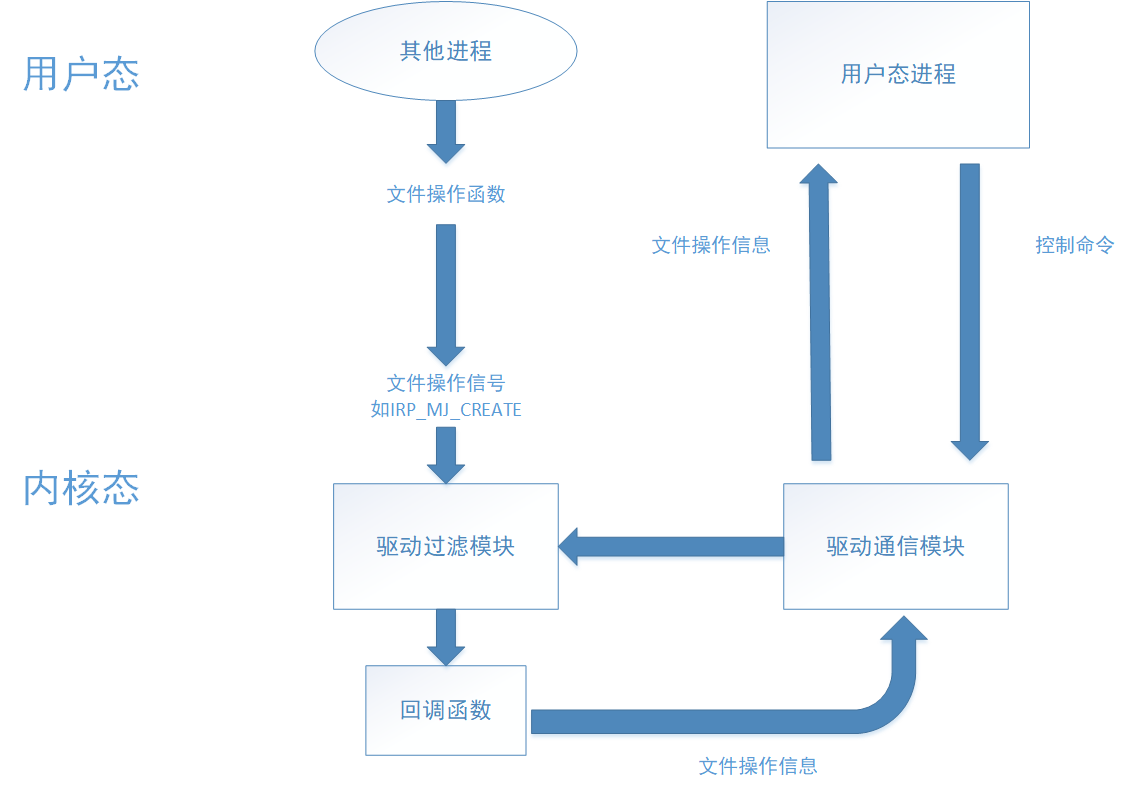 其他进程
用户态
用户态进程
文件操作函数
文件操作信息
控制命令
文件操作信号
如IRP_MJ_CREATE
内核态
驱动过滤模块
驱动通信模块
回调函数
文件操作信息